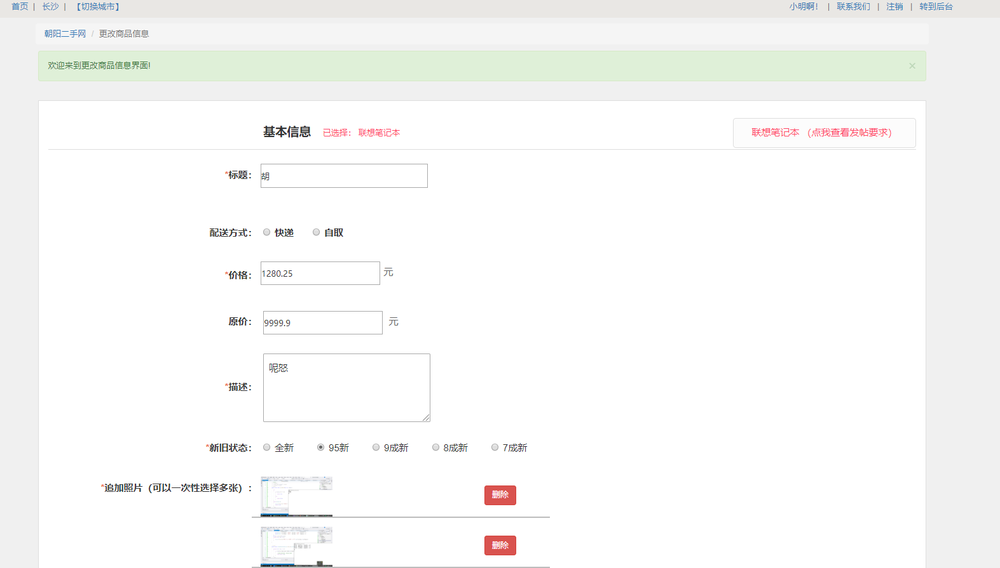 首页 | 长沙 | 【切换城市】 小明啊! | 联系我们 | 注销 | 转到后台
朝阳二手网 / 更改商品信息
欢迎来到更改商品信息界面! ×
基本信息 已选择: 联想笔记本 联想笔记本 (点我查看发帖要求)
*标题: 胡
配送方式: 快递 自取
*价格: 1280.25 元
原价: 9999.9 元
*描述: 呢怒
*新旧状态: 全新 95新 9成新 8成新 7成新
*追加照片 (可以一次性选择多张) : 删除
删除